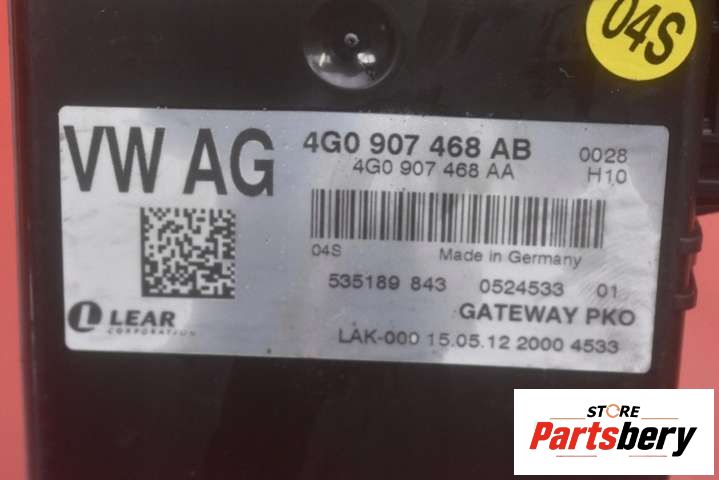 04S
VW AG
4G0 907 468 AB 0028
4G0 907 468 AA H10
04S Made in Germany
535189 843 0524533 01
LEAR
CORPORATION
GATEWAY PKO
LAK-000 15.05.12 2000 4533
STORE
Partsbery